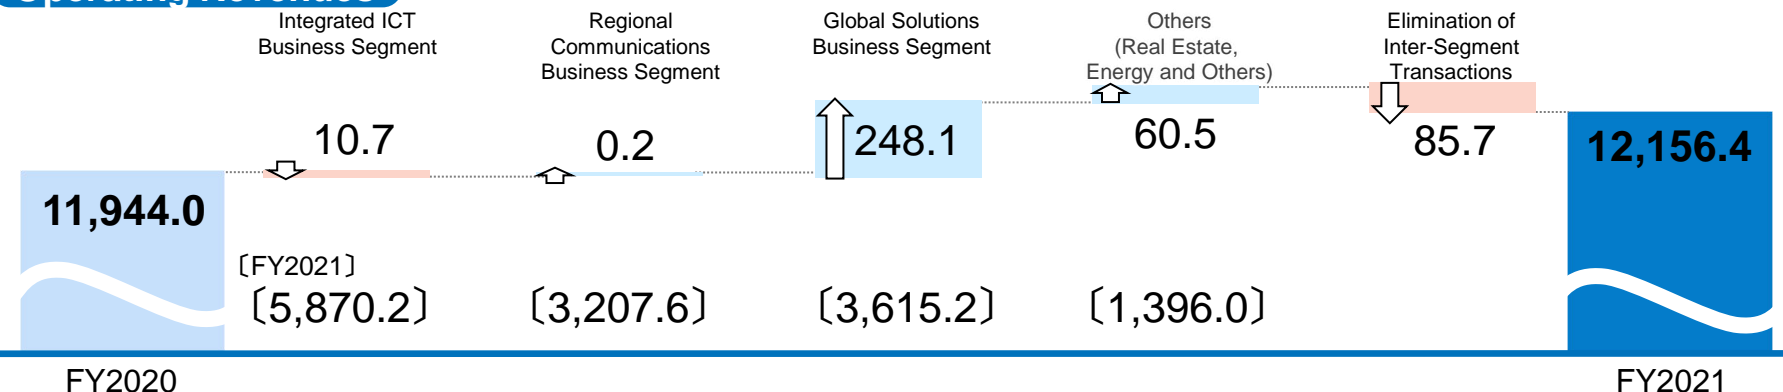 Operating Revenues
Integrated ICT
Business Segment
Regional
Communications
Business Segment
Global Solutions
Business Segment
Others
(Real Estate,
Energy and Others)
Elimination of
Inter-Segment
Transactions
10.7
0.2
248.1
60.5
85.7
12,156.4
11,944.0
〔FY2021〕
〔5,870.2〕
〔3,207.6〕
〔3,615.2〕
〔1,396.0〕
FY2020
FY2021